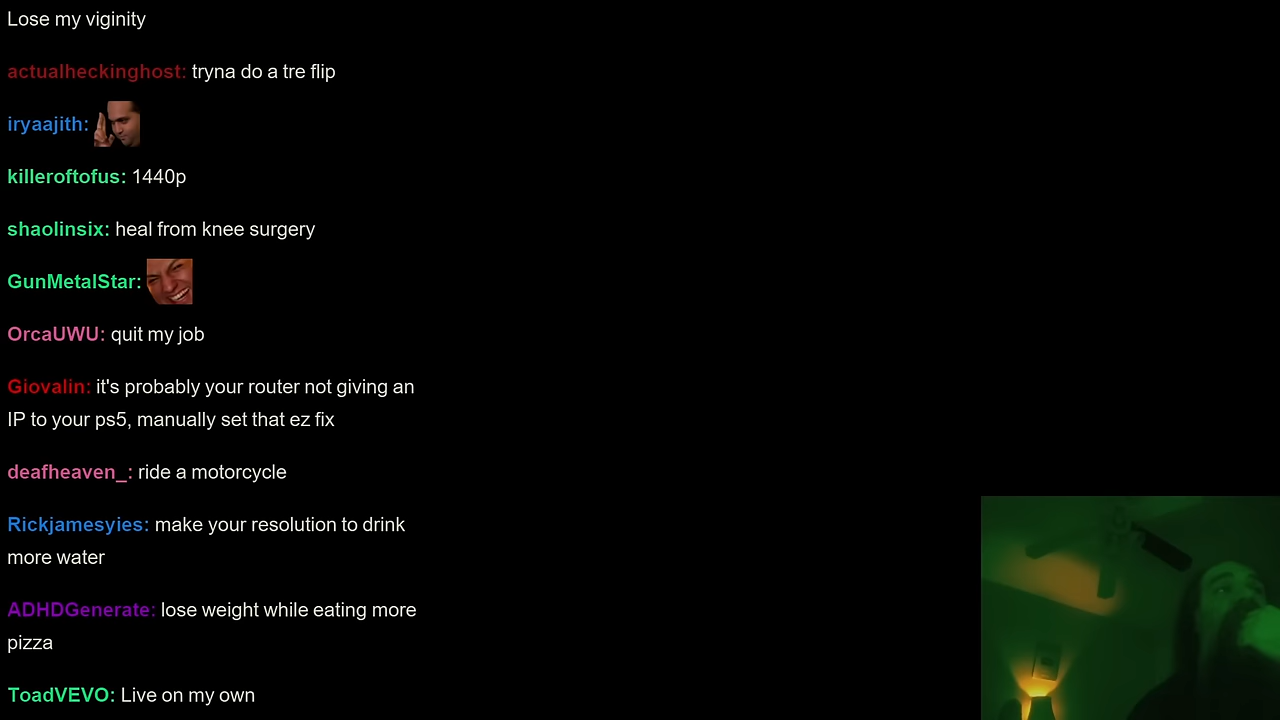 Lose my viginity
actualheckinghost: tryna do a tre flip
iryaajith:
killeroftofus: 1440p
shaolinsix: heal from knee surgery
GunMetalStar:
OrcaUWU: quit my job
Giovalin: it's probably your router not giving an
IP to your ps5, manually set that ez fix
deafheaven_: ride a motorcycle
Rickjamesyies: make your resolution to drink
more water
ADHDGenerate: lose weight while eating more
pizza
ToadVEVO: Live on my own